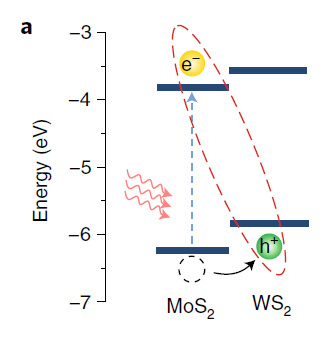 a
Energy (eV)
−3
−4
−5
−6
−7
e⁻
h⁺
MoS₂
WS₂